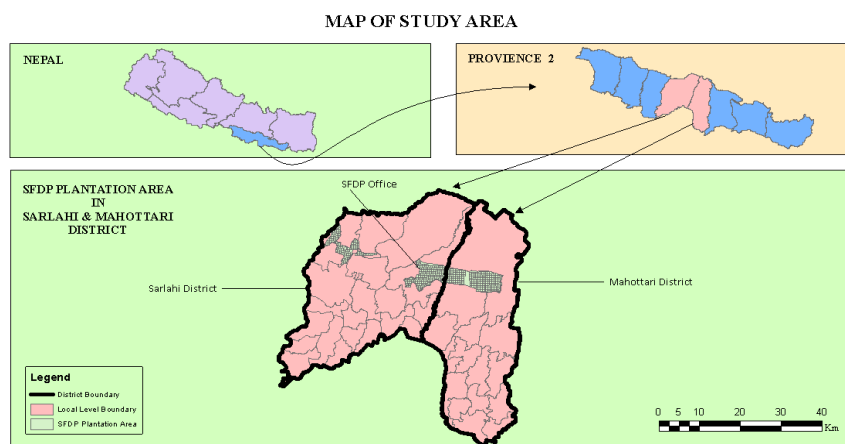 MAP OF STUDY AREA
NEPAL
PROVIENCE 2
SFDP PLANTATION AREA
IN
SARLAHI & MAHOTTARI
DISTRICT
SFDP Office
Sarlahi District
Mahottari District
Legend
District Boundary
Local Level Boundary
SFDP Plantation Area
0 5 10 20 30 40
Km